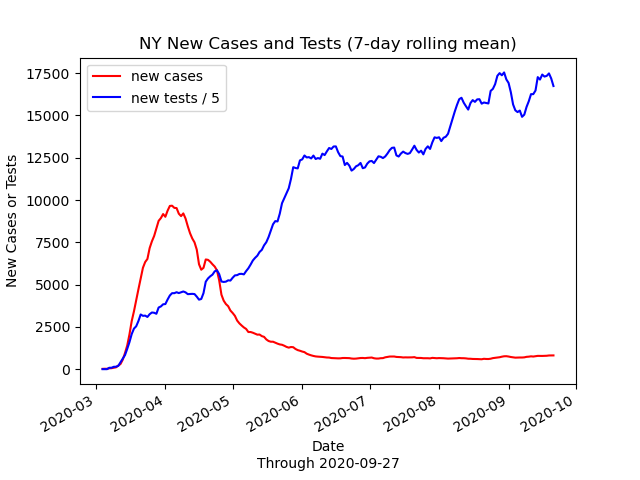 NY New Cases and Tests (7-day rolling mean)
new cases
new tests / 5
17500
15000
12500
10000
7500
5000
2500
0
New Cases or Tests
2020-03
2020-04
2020-05
2020-06
2020-07
2020-08
2020-09
2020-10
Date
Through 2020-09-27